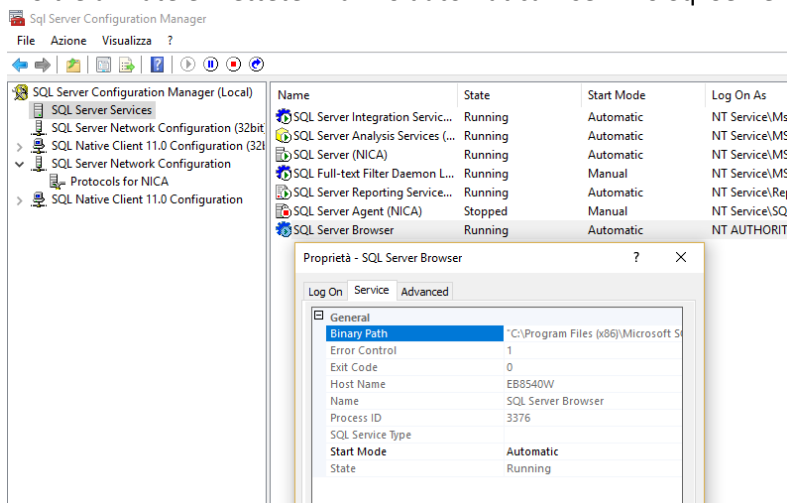 Sql Server Configuration Manager
File Azione Visualizza ?
SQL Server Configuration Manager (Local)
SQL Server Services
SQL Server Network Configuration (32bit
SQL Native Client 11.0 Configuration (32
SQL Server Network Configuration
Protocols for NICA
SQL Native Client 11.0 Configuration
Name State Start Mode Log On As
SQL Server Integration Servic... Running Automatic NT Service\Ms
SQL Server Analysis Services (... Running Automatic NT Service\MS
SQL Server (NICA) Running Automatic NT Service\MS
SQL Full-text Filter Daemon L... Running Manual NT Service\MS
SQL Server Reporting Service... Running Automatic NT Service\Re
SQL Server Agent (NICA) Stopped Manual NT Service\SQ
SQL Server Browser Running Automatic NT AUTHORIT
Proprietà - SQL Server Browser ? X
Log On Service Advanced
General
Binary Path "C:\Program Files (x86)\Microsoft S
Error Control 1
Exit Code 0
Host Name EB8540W
Name SQL Server Browser
Process ID 3376
SQL Service Type
Start Mode Automatic
State Running